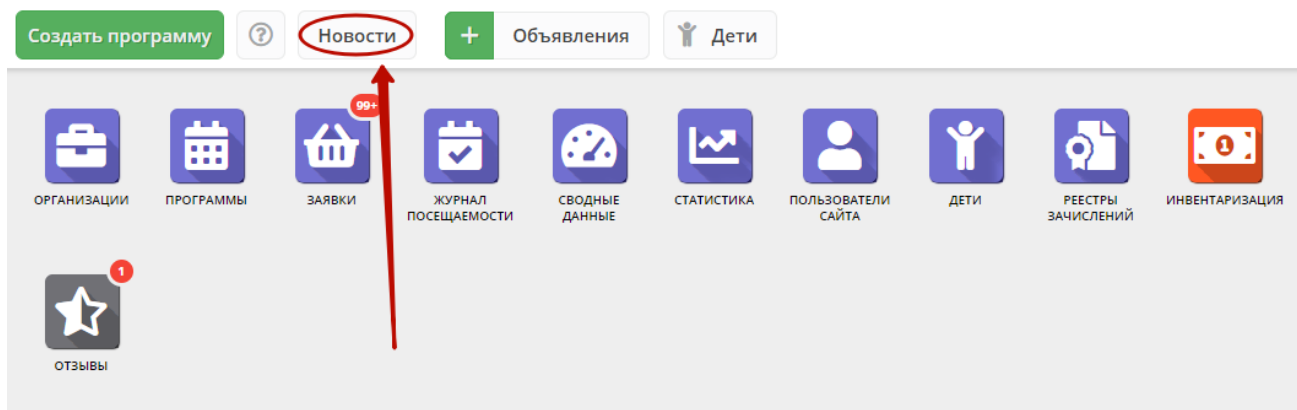 Создать программу
Новости
+ Объявления
Дети
99+
ОРГАНИЗАЦИИ
ПРОГРАММЫ
ЗАЯВКИ
ЖУРНАЛ
ПОСЕЩАЕМОСТИ
СВОДНЫЕ
ДАННЫЕ
СТАТИСТИКА
ПОЛЬЗОВАТЕЛИ
САЙТА
ДЕТИ
РЕЕСТРЫ
ЗАЧИСЛЕНИЙ
1
ИНВЕНТАРИЗАЦИЯ
1
ОТЗЫВЫ